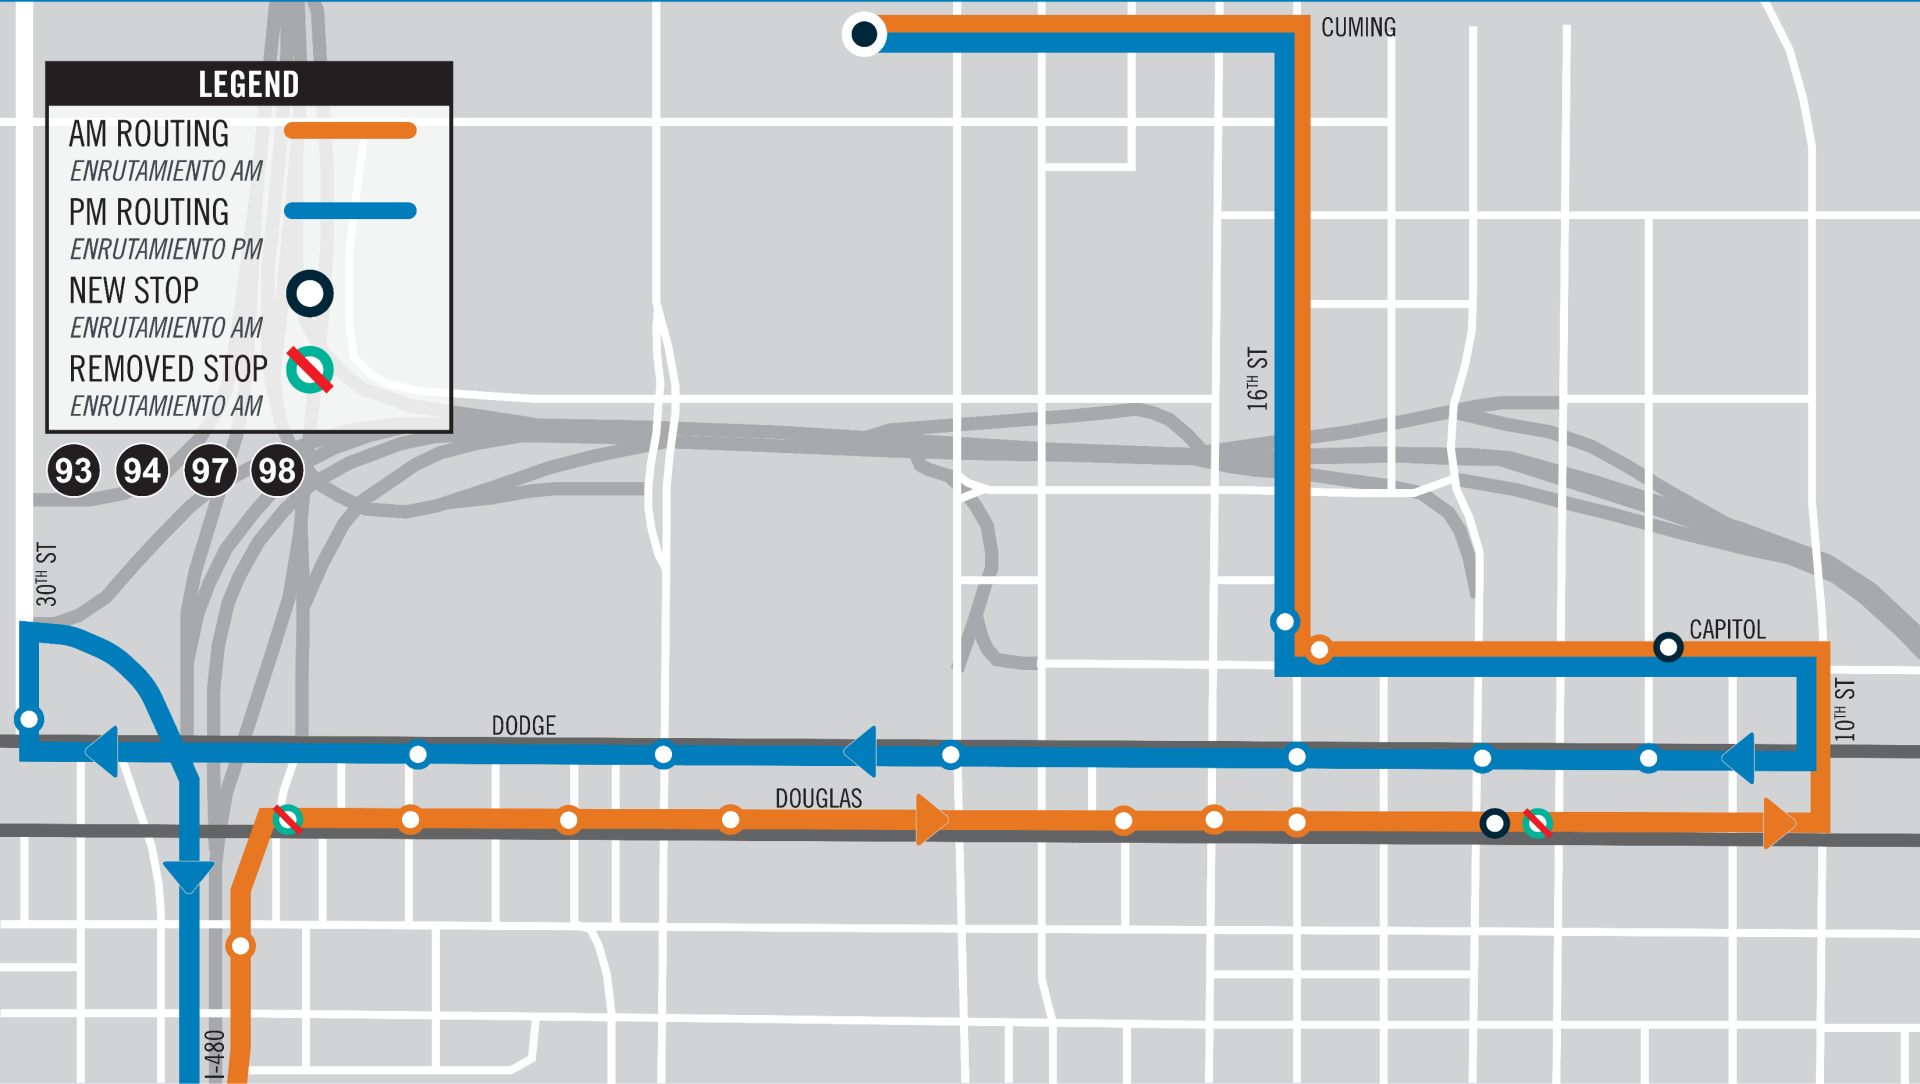 CUMING
LEGEND
AM ROUTING
ENRUTAMIENTO AM
PM ROUTING
ENRUTAMIENTO PM
NEW STOP
ENRUTAMIENTO AM
REMOVED STOP
ENRUTAMIENTO AM
93 94 97 98
16TH ST
30TH ST
CAPITOL
10TH ST
DODGE
DOUGLAS
I-480